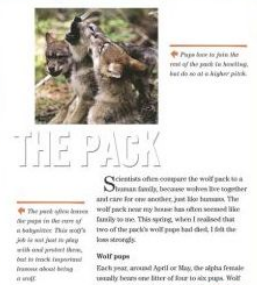 Pups love to join the
rest of the pack in howling,
but do so at a higher pitch.
THE PACK
Scientists often compare the wolf pack to a
human family, because wolves live together
and care for one another, just like humans. The
wolf pack near my house has often seemed like
family to me. This spring, when I realised that
two of the pack's wolf pups had died, I felt the
loss strongly.
The pack often leaves
the pups in the care of
a babysitter. This wolf's
job is not just to play
with and protect them,
but to teach important
lessons about being
a wolf.
Wolf pups
Each year, around April or May, the alpha female
usually bears one litter of four to six pups. Wolf